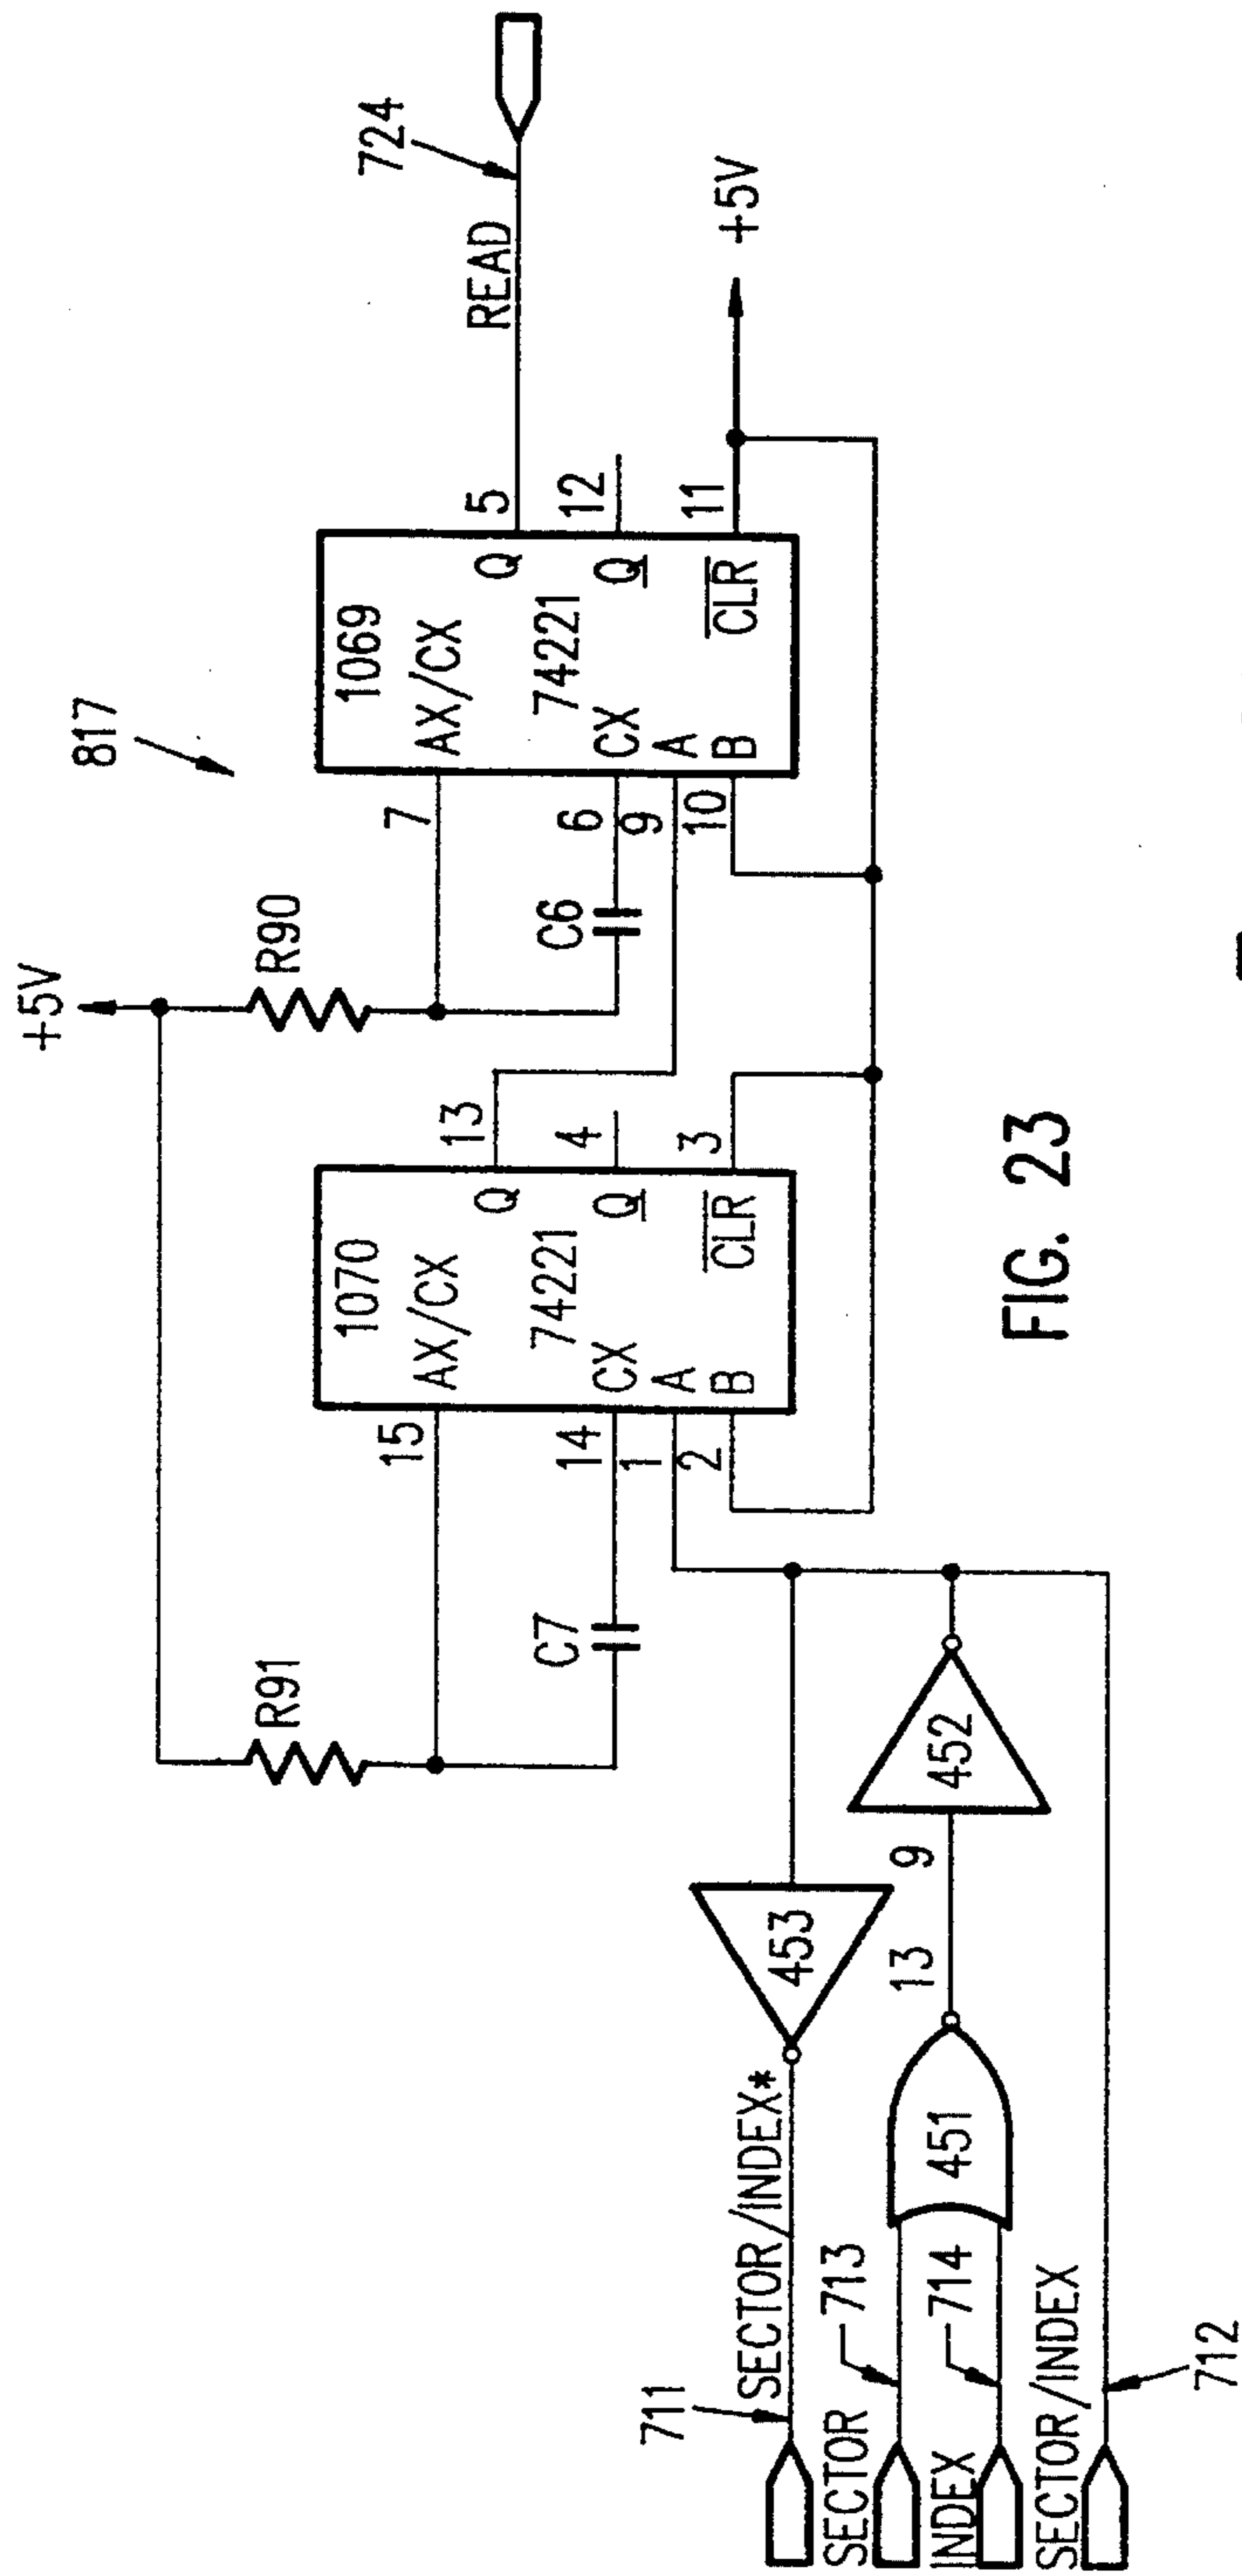 817
724
+5V
R91
R90
C7
C6
15
14
1
2
1070
AX/CX
74221
CX
A
B
Q
Q
CLR
13
4
3
7
6
9
10
1069
AX/CX
74221
CX
A
B
Q
Q
CLR
5
12
11
READ
+5V
711
SECTOR/INDEX*
453
SECTOR
713
INDEX
714
451
13
9
452
SECTOR/INDEX
712
FIG. 23